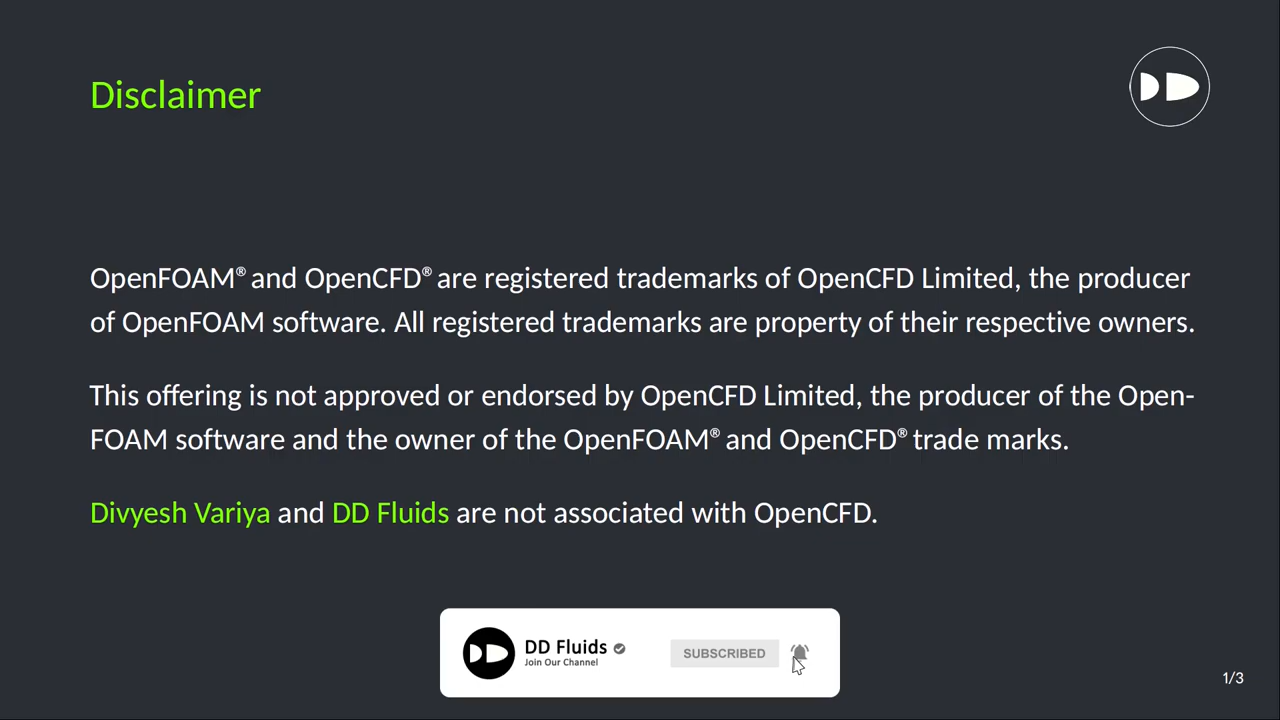 Disclaimer
OpenFOAM® and OpenCFD® are registered trademarks of OpenCFD Limited, the producer
of OpenFOAM software. All registered trademarks are property of their respective owners.
This offering is not approved or endorsed by OpenCFD Limited, the producer of the Open-
FOAM software and the owner of the OpenFOAM® and OpenCFD® trade marks.
Divyesh Variya and DD Fluids are not associated with OpenCFD.
DD Fluids
Join Our Channel
SUBSCRIBED
1/3